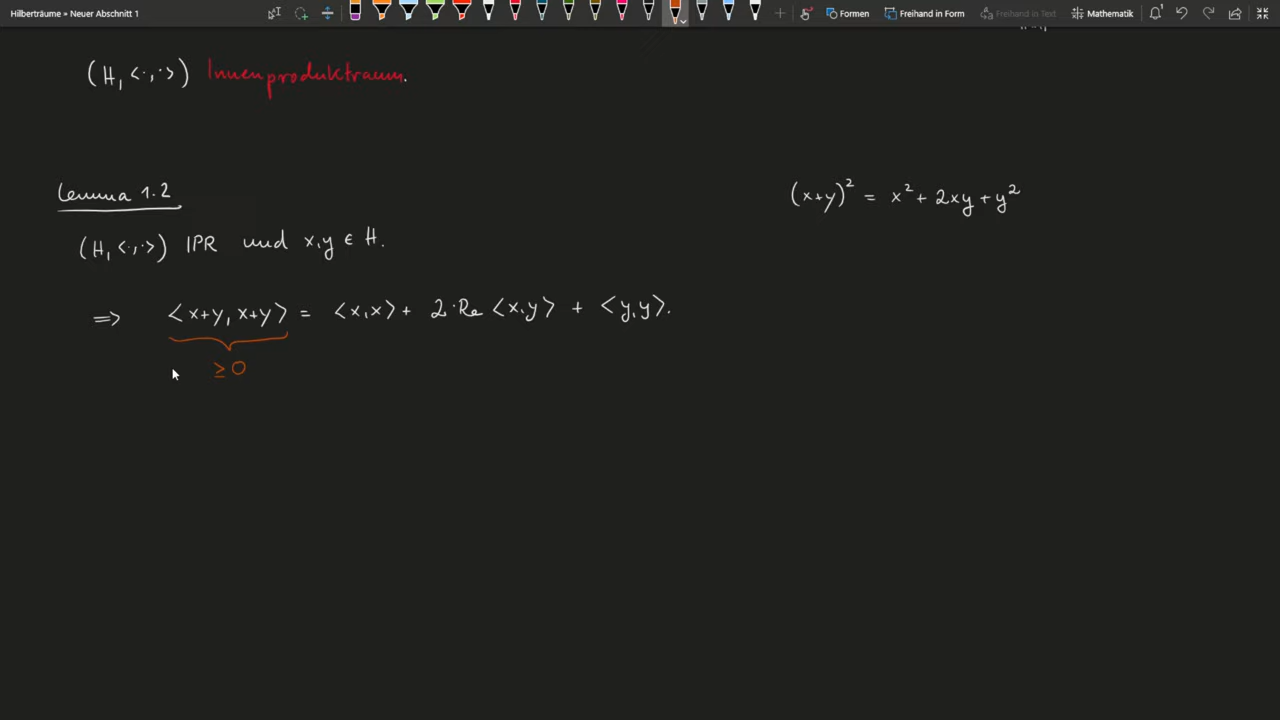 Hilberträume » Neuer Abschnitt 1
Formen
Freihand in Form
Freihand in Text
Mathematik
(H, <·,·>) Innenproduktraum.
Lemma 1.2
(x+y)² = x² + 2xy + y²
(H, <·,·>) IPR und x,y ∈ H.
⇒ <x+y, x+y> = <x,x> + 2·Re <x,y> + <y,y>.
≥ 0